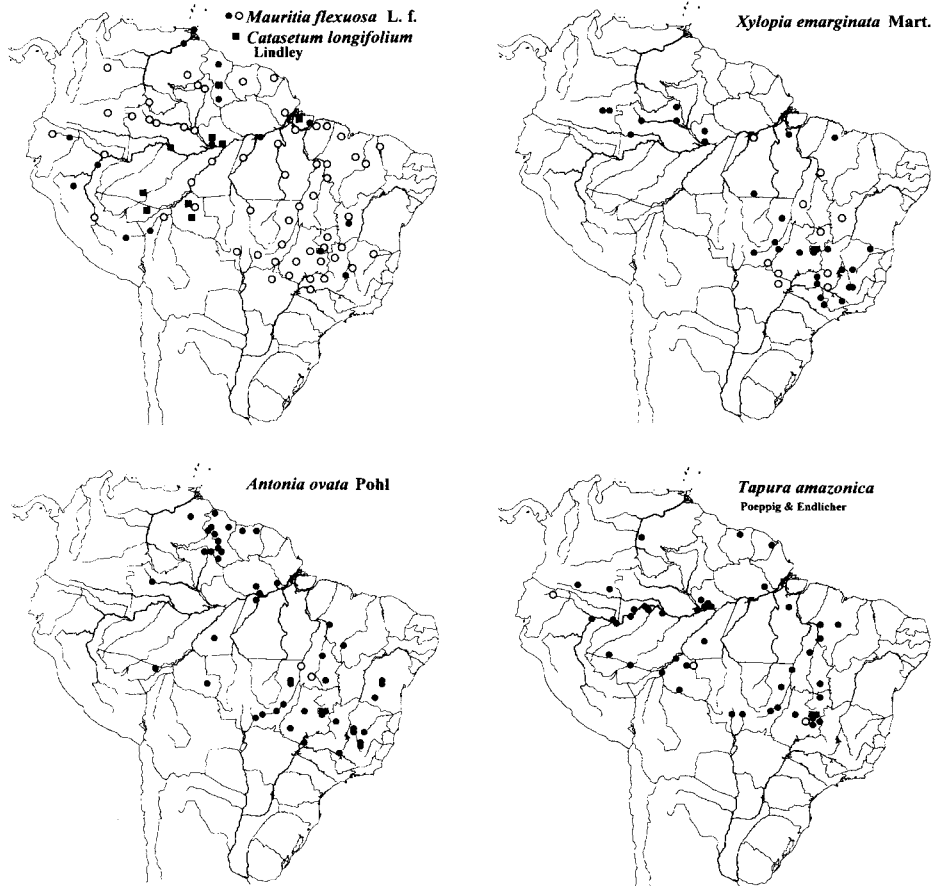 ● ○ Mauritia flexuosa L. f.
■ Catasetum longifolium
Lindley
Xylopia emarginata Mart.
Antonia ovata Pohl
Tapura amazonica
Poeppig & Endlicher